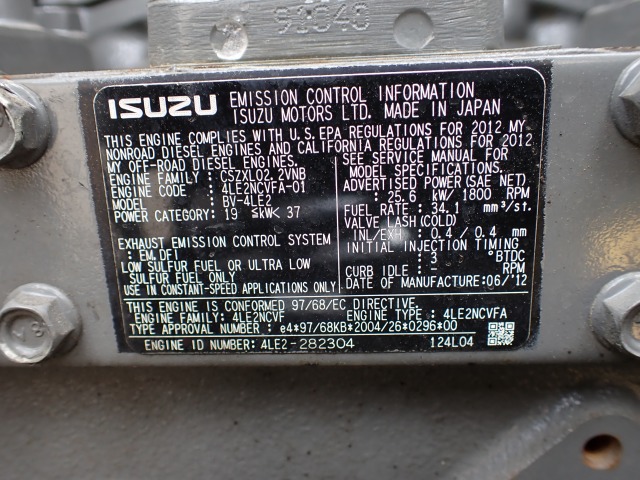 ISUZU EMISSION CONTROL INFORMATION
ISUZU MOTORS LTD. MADE IN JAPAN
THIS ENGINE COMPLIES WITH U.S.EPA REGULATIONS FOR 2012 MY
NONROAD DIESEL ENGINES AND CALIFORNIA REGULATIONS FOR 2012
MY OFF-ROAD DIESEL ENGINES.
ENGINE FAMILY : CSZXL02.2VNB
ENGINE CODE : 4LE2NCVFA-01
MODEL : BV-4LE2
POWER CATEGORY: 19 ≦kW< 37
EXHAUST EMISSION CONTROL SYSTEM
: EM,DFI
LOW SULFUR FUEL OR ULTRA LOW
SULFUR FUEL ONLY
USE IN CONSTANT-SPEED APPLICATIONS ONLY
SEE SERVICE MANUAL FOR
MODEL SPECIFICATIONS.
ADVERTISED POWER(SAE NET)
: 25.6 kW/ 1800 RPM
FUEL RATE: 34.1 mm³/st.
VALVE LASH(COLD)
IN./EXH : 0.4/ 0.4 mm
INITIAL INJECTION TIMING
: 3 °BTDC
CURB IDLE: - RPM
DATE OF MANUFACTURE:06/'12
THIS ENGINE IS CONFORMED 97/68/EC DIRECTIVE.
ENGINE FAMILY: 4LE2NCVF ENGINE TYPE : 4LE2NCVFA
TYPE APPROVAL NUMBER : e4*97/68KB*2004/26*0296*00
ENGINE ID NUMBER: 4LE2-282304 124L04